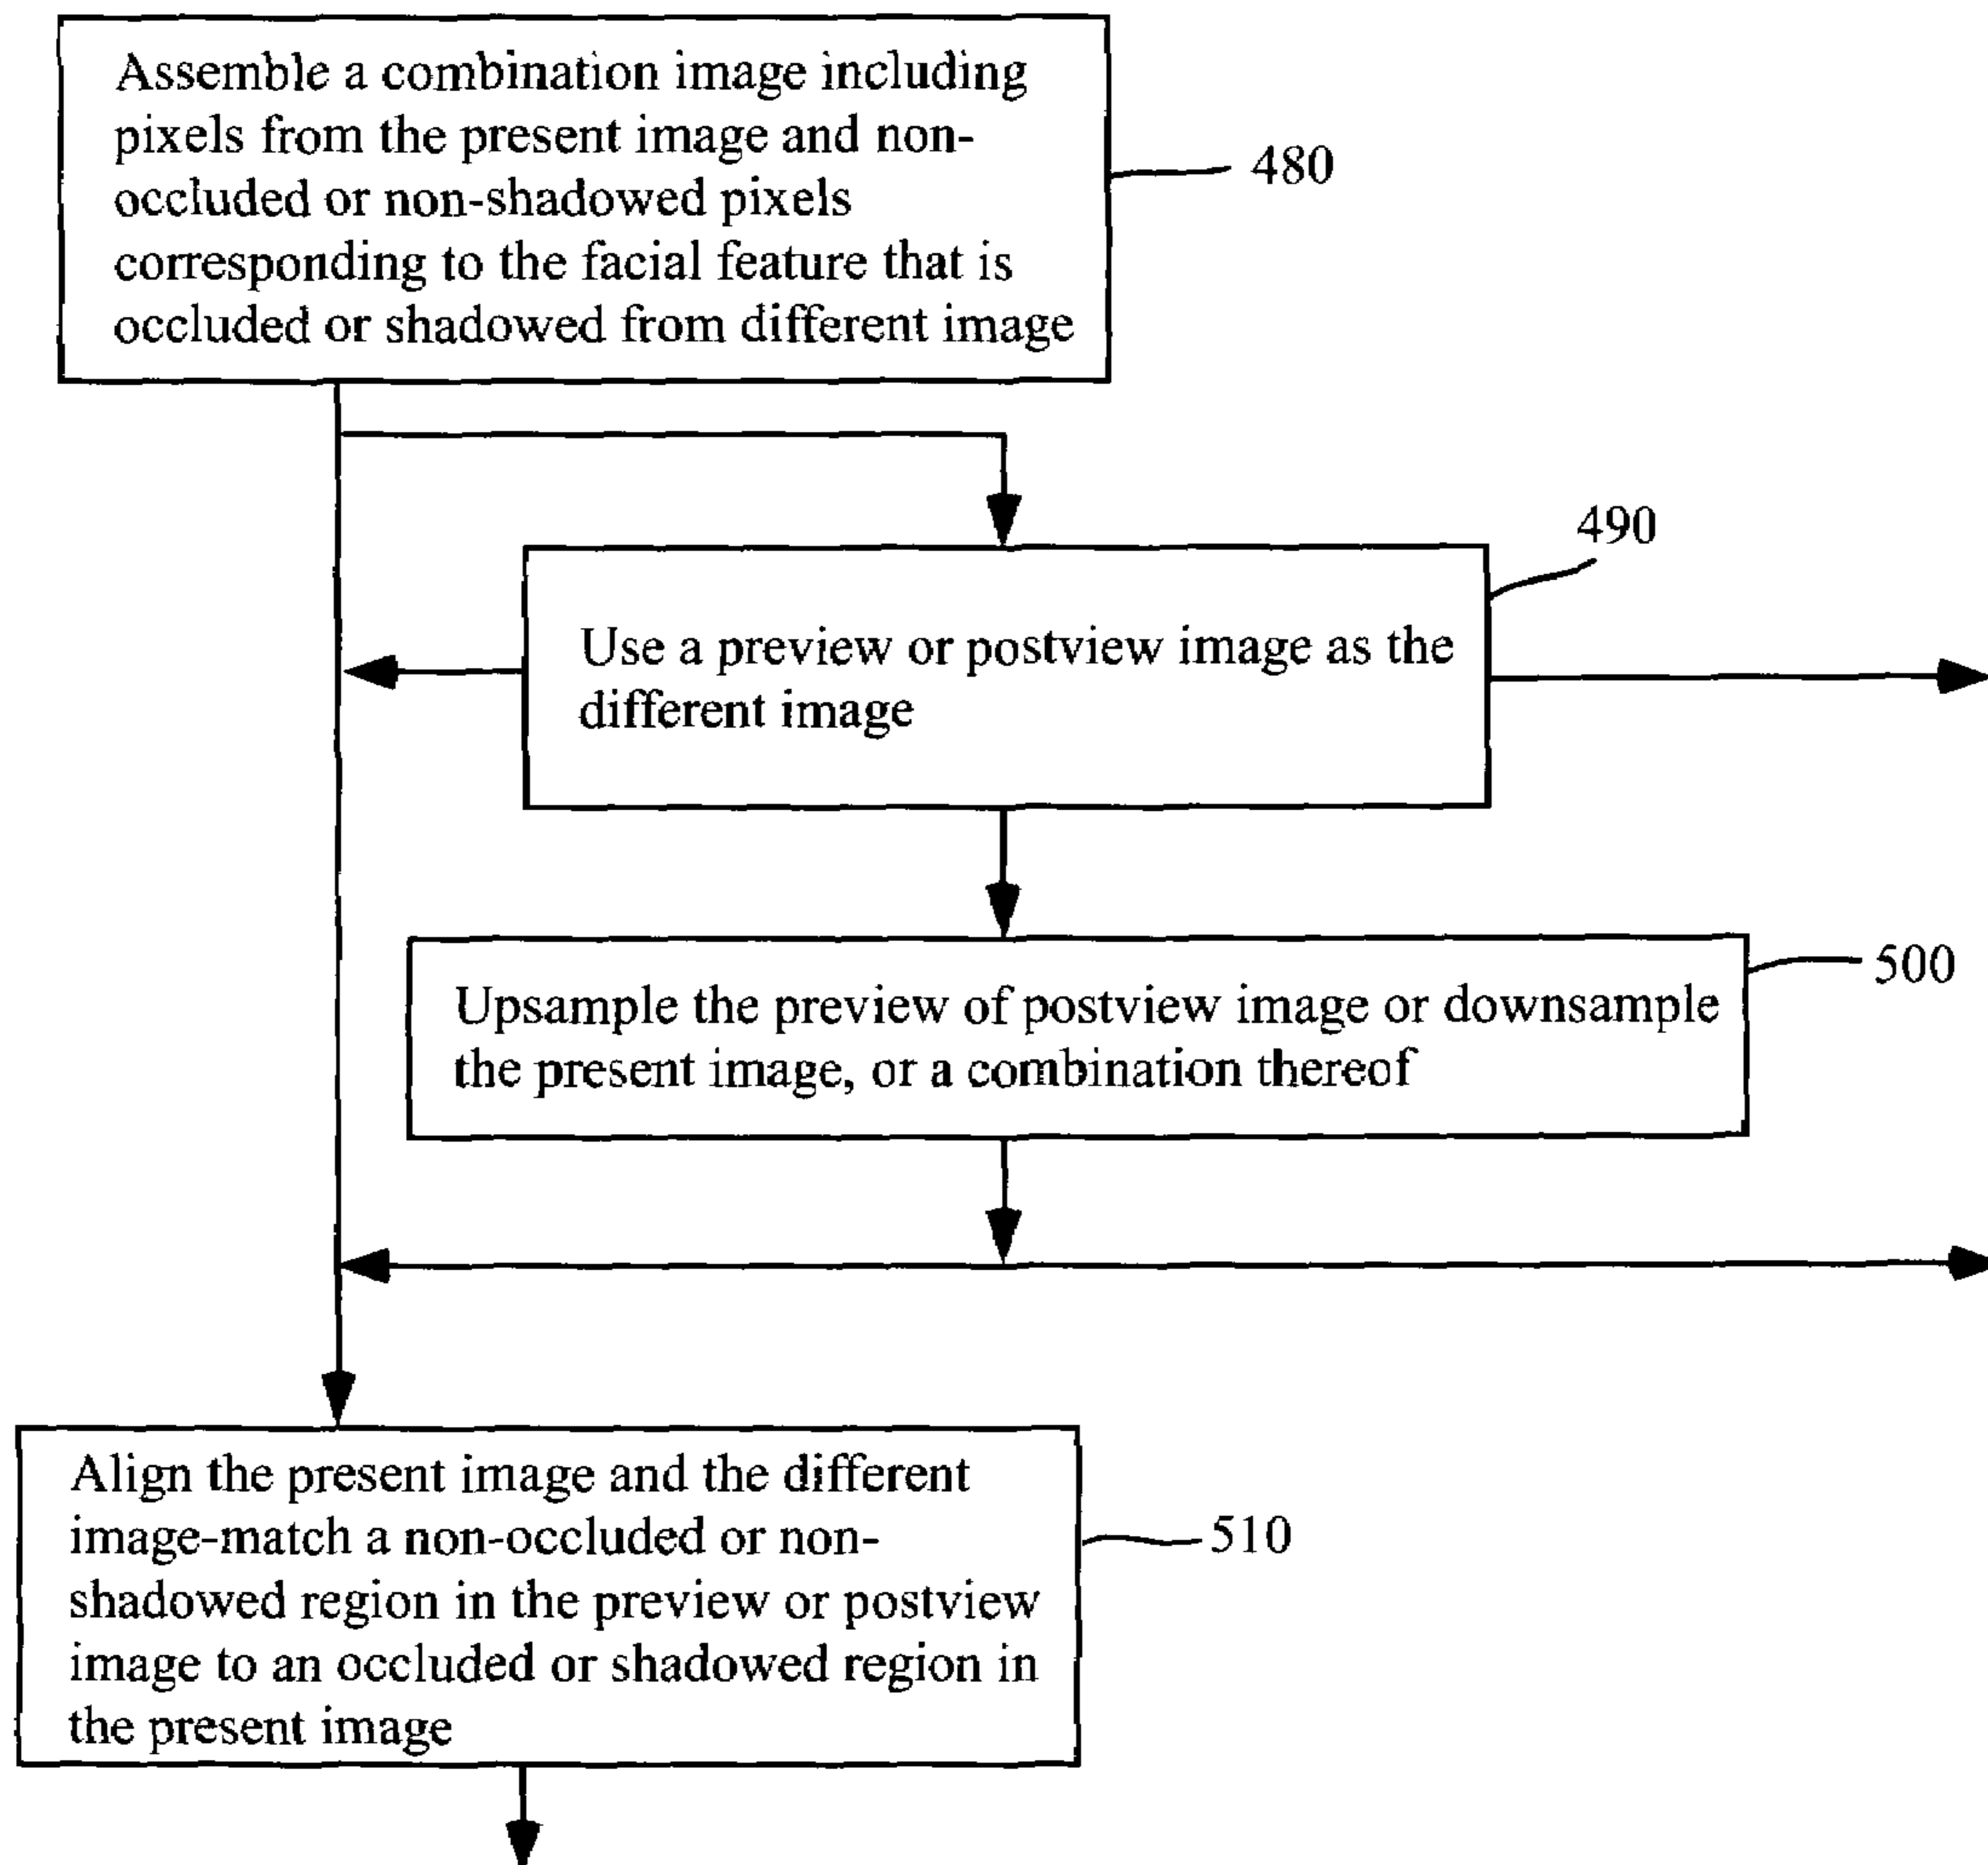 Assemble a combination image including
pixels from the present image and non-
occluded or non-shadowed pixels
corresponding to the facial feature that is
occluded or shadowed from different image
480
490
Use a preview or postview image as the
different image
500
Upsample the preview of postview image or downsample
the present image, or a combination thereof
Align the present image and the different
image-match a non-occluded or non-
shadowed region in the preview or postview
image to an occluded or shadowed region in
the present image
510